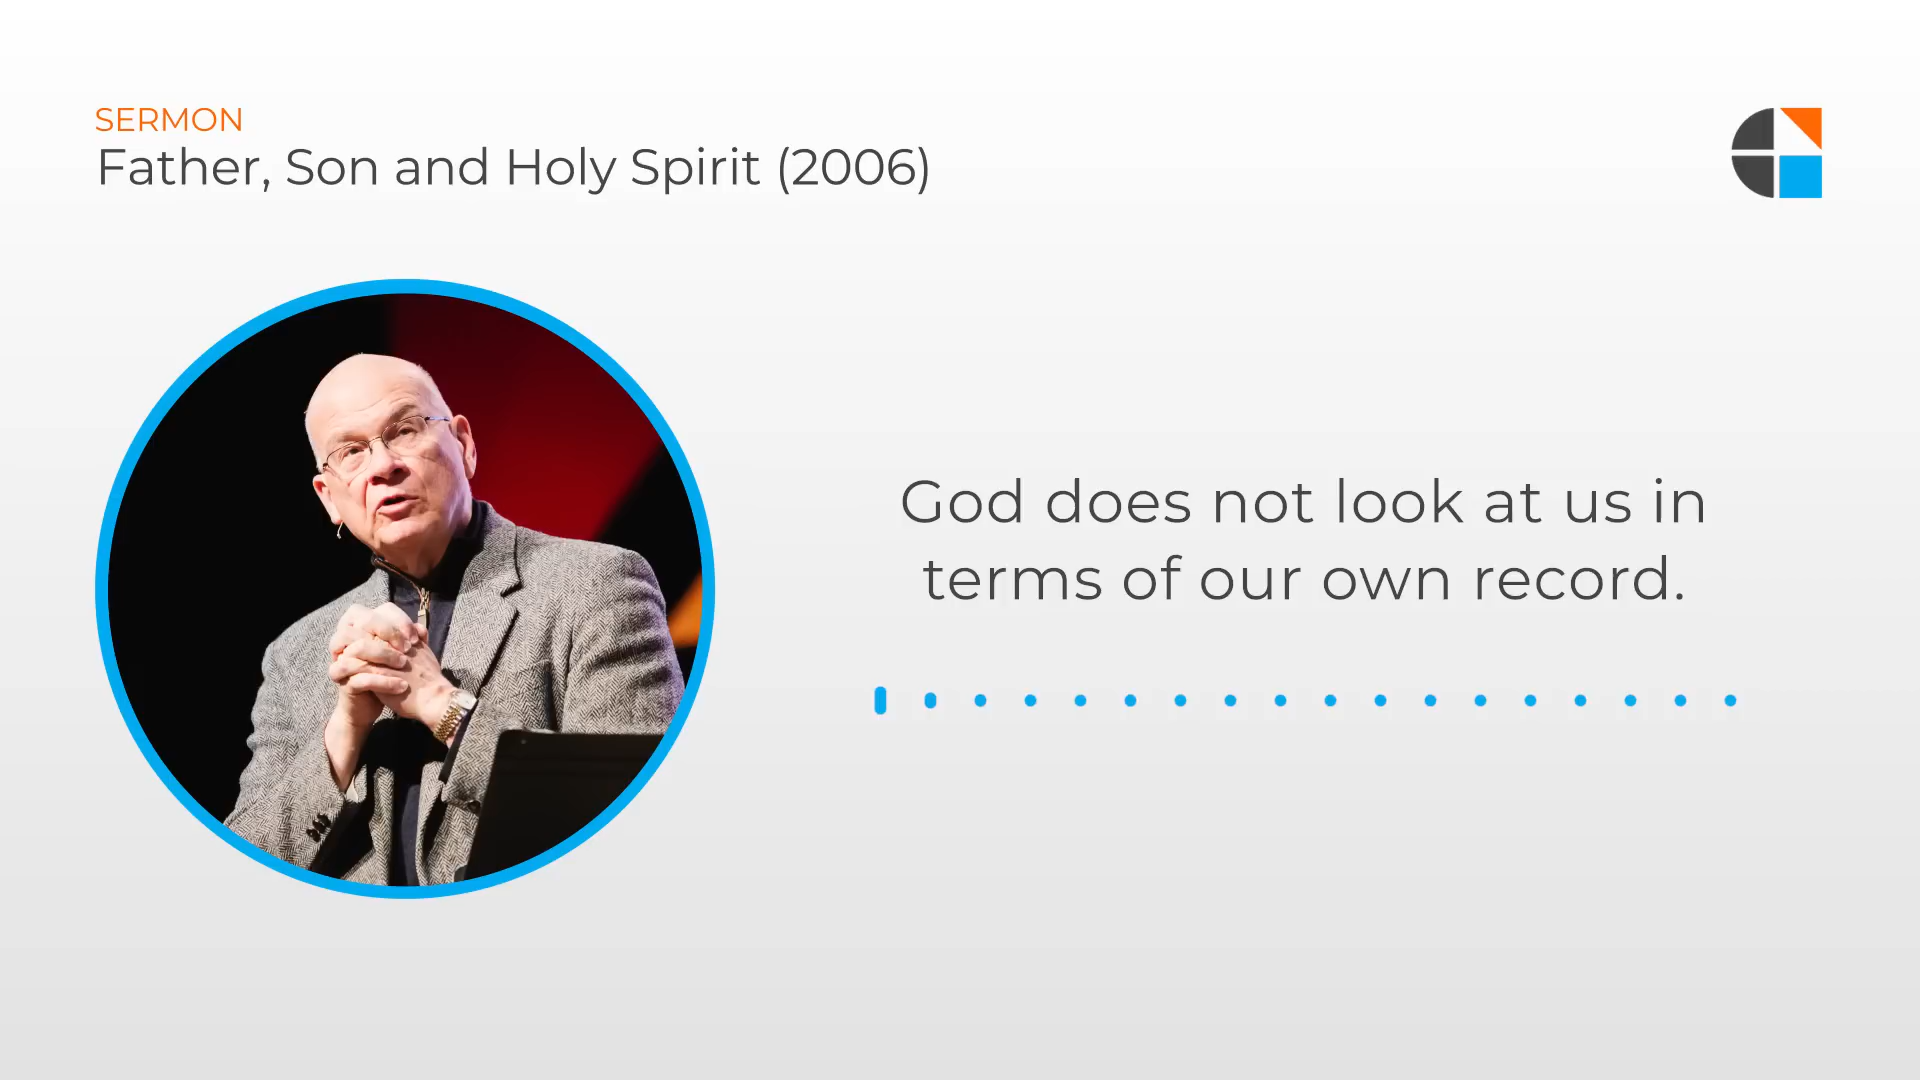 SERMON
Father, Son and Holy Spirit (2006)
God does not look at us in
terms of our own record.